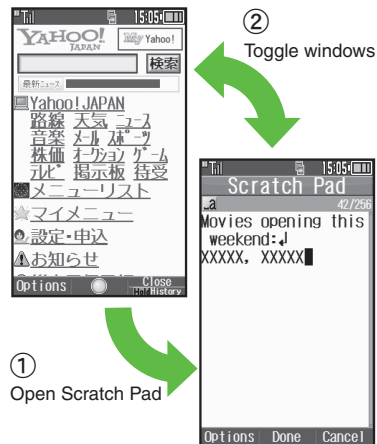 15:05
YAHOO!
JAPAN
My Yahoo!
検索
最新ニュース
Yahoo!JAPAN
路線 天気 ニュース
音楽 メール スポーツ
株価 オークション ゲーム
テレビ 掲示板 待受
メニューリスト
マイメニュー
設定・申込
お知らせ
Options Close
Hold History
② Toggle windows
① Open Scratch Pad
15:05
Scratch Pad
a 42/256
Movies opening this
weekend:↲
XXXXX, XXXXX
Options Done Cancel